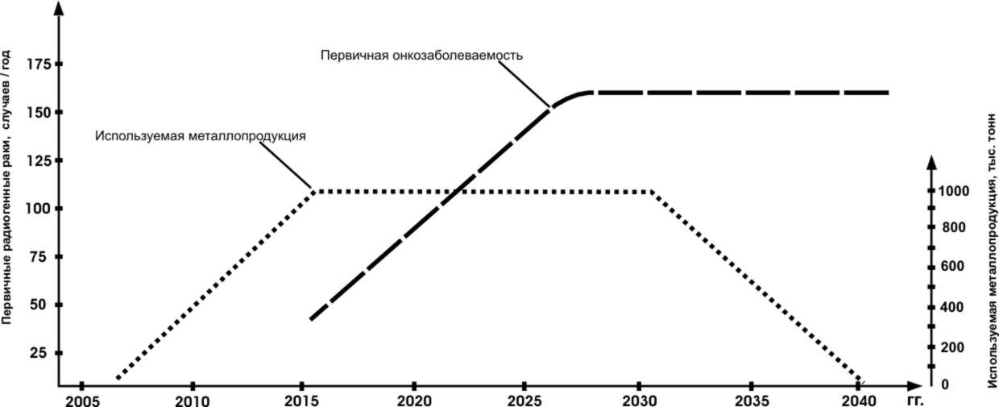 Первичные радиогенные раки, случаев / год
175
150
125
100
75
50
25
Первичная онкозаболеваемость
Используемая металлопродукция
1000
800
600
400
200
0
Используемая металлопродукция, тыс. тонн
2005 2010 2015 2020 2025 2030 2035 2040 гг.